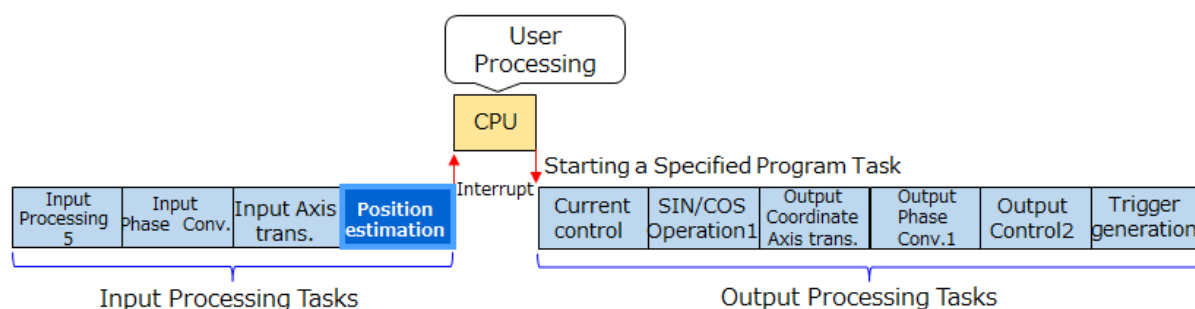 User
Processing
CPU
Starting a Specified Program Task
Interrupt
Input
Processing
5
Input
Phase Conv.
Input Axis
trans.
Position
estimation
Current
control
SIN/COS
Operation1
Output
Coordinate
Axis trans.
Output
Phase
Conv.1
Output
Control2
Trigger
generation
Input Processing Tasks
Output Processing Tasks